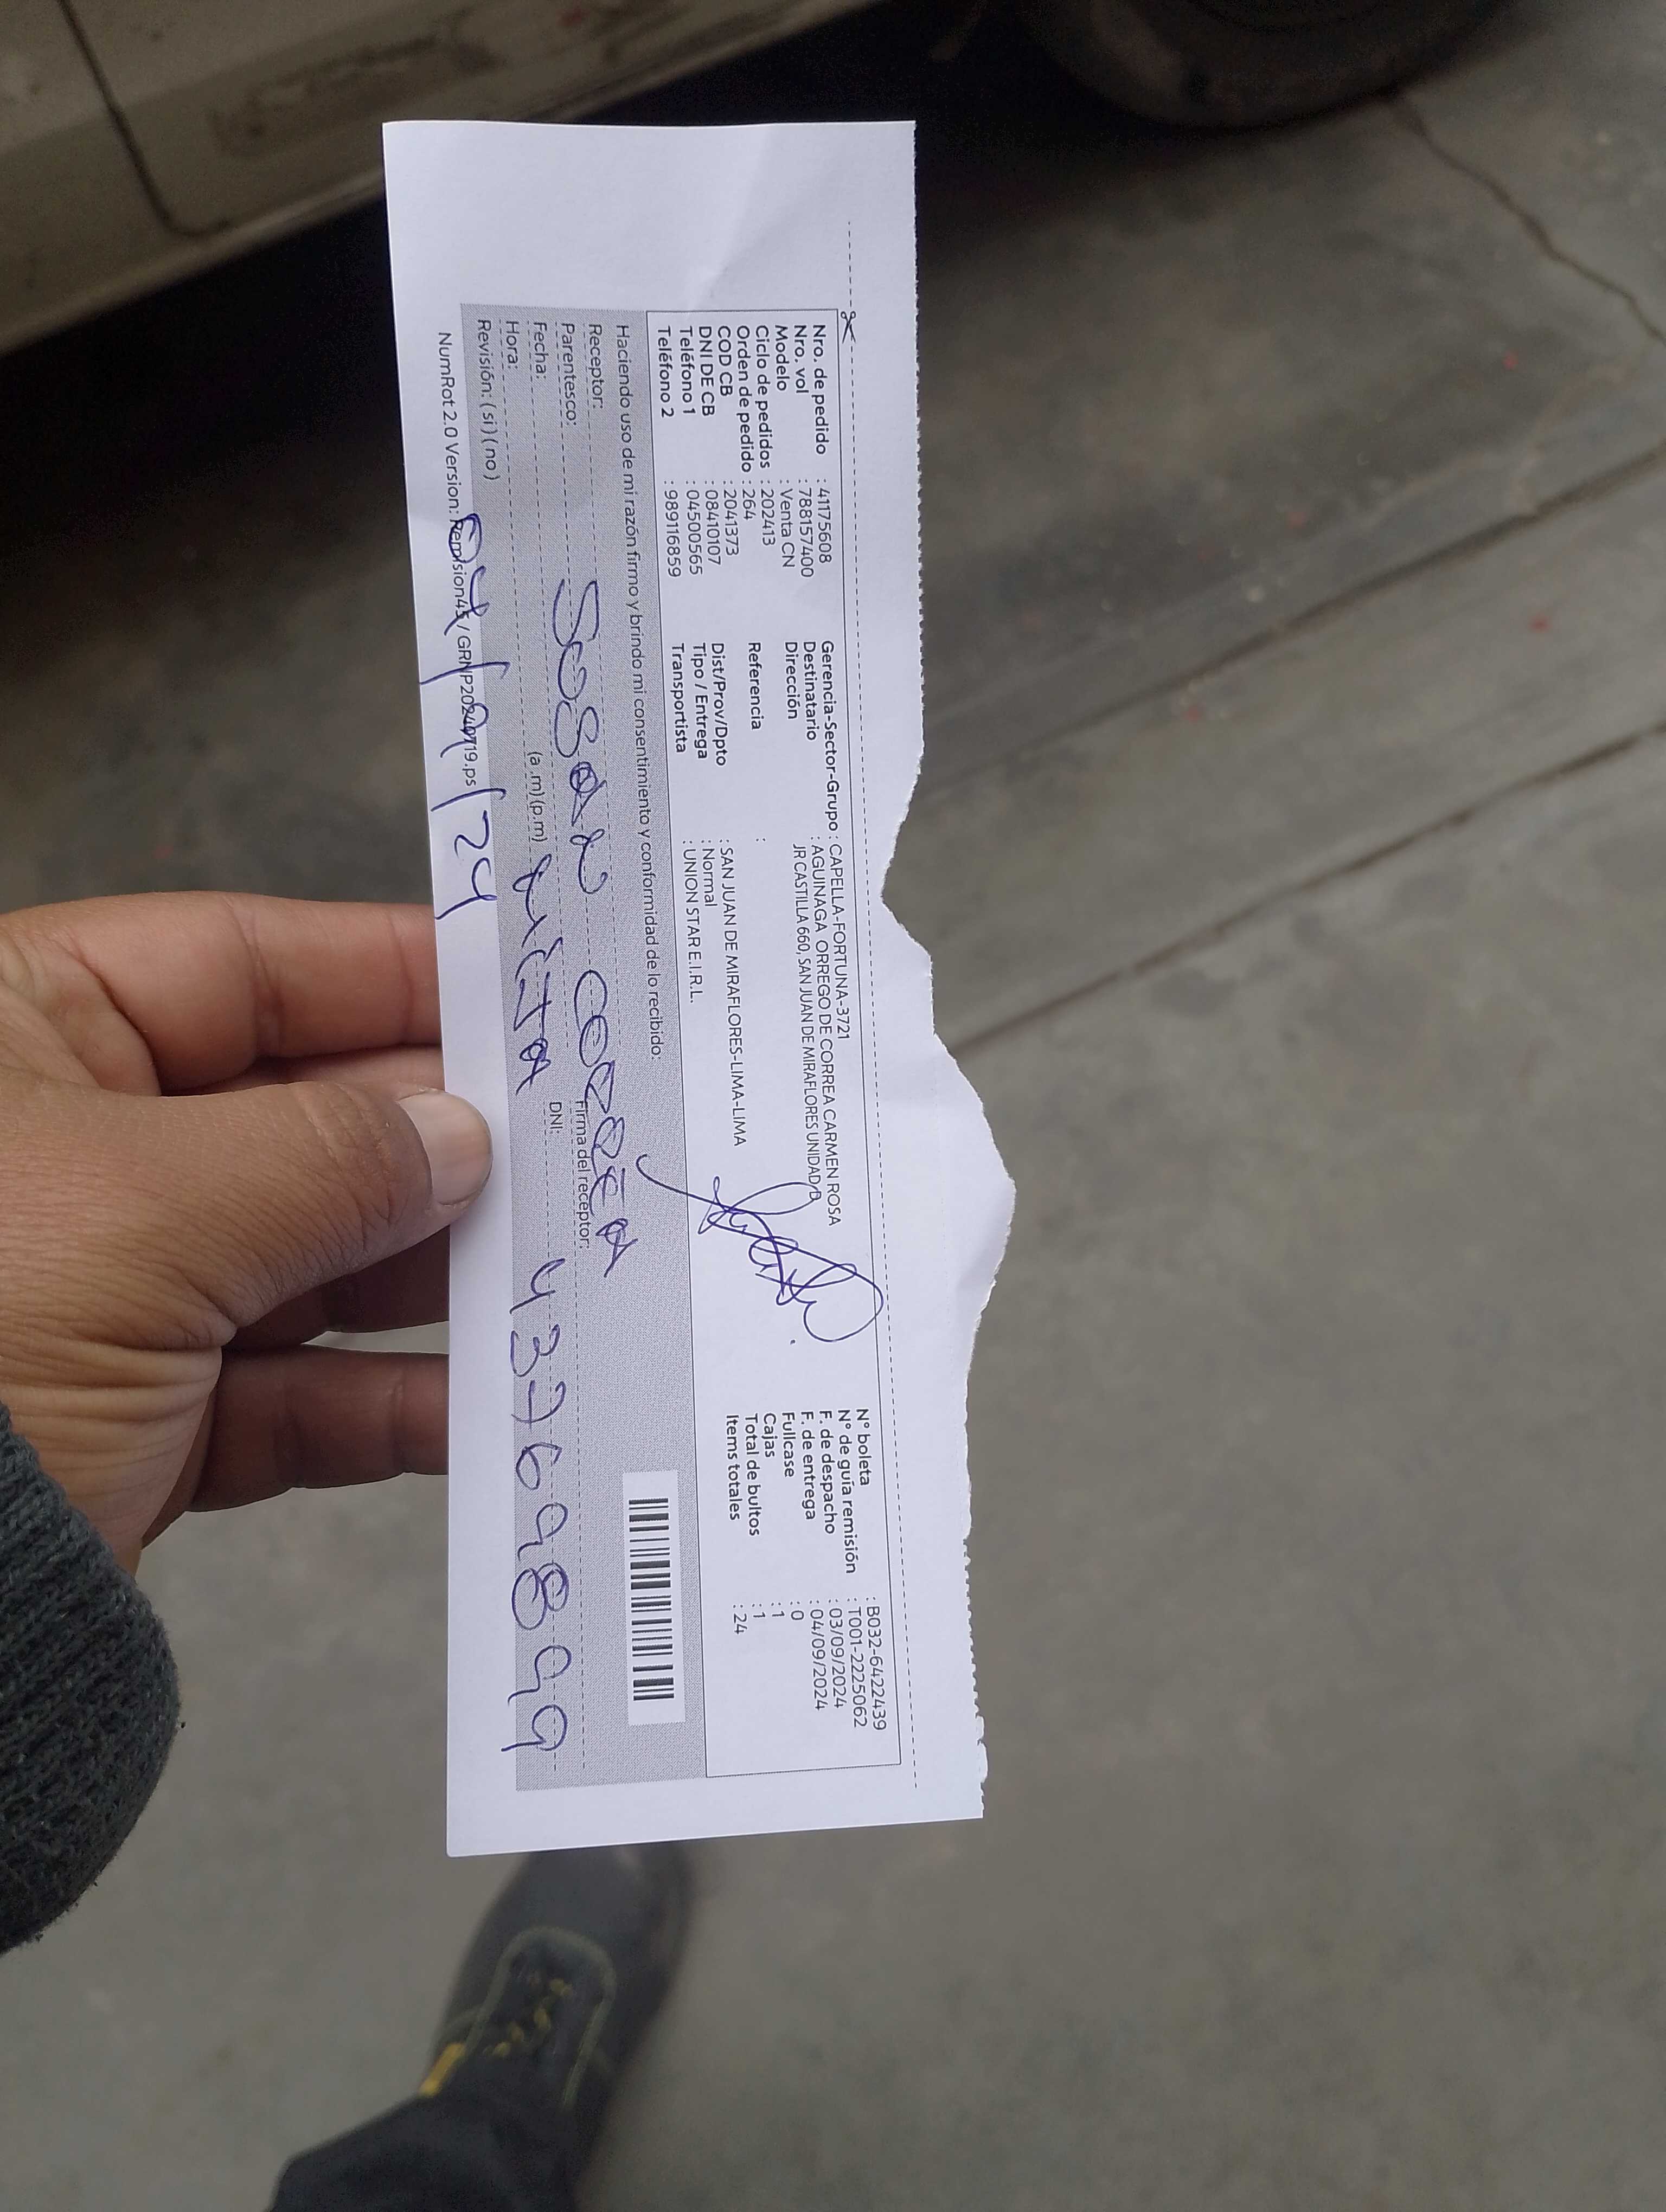 Nro. de pedido : 41175608
Nro. vol : 788157400
Modelo : Venta CN
Ciclo de pedidos : 202413
Orden de pedido : 264
COD CB : 2041373
DNI DE CB : 08410107
Teléfono 1 : 04500565
Teléfono 2 : 989116859
Gerencia-Sector-Grupo : CAPELLA-FORTUNA-3721
Destinatario : AGUINAGA ORREGO DE CORREA CARMEN ROSA
Dirección JR CASTILLA 660, SAN JUAN DE MIRAFLORES UNIDAD B
Referencia :
Dist/Prov/Dpto : SAN JUAN DE MIRAFLORES-LIMA-LIMA
Tipo / Entrega : Normal
Transportista : UNION STAR E.I.R.L.
N° boleta : B032-6422439
N° de guía remisión : T001-2225062
F. de despacho : 03/09/2024
F. de entrega : 04/09/2024
Fullcase : 0
Cajas : 1
Total de bultos : 1
Items totales : 24
Haciendo uso de mi razón firmo y brindo mi consentimiento y conformidad de lo recibido:
Receptor: Correa
Firma del receptor:
Parentesco:
DNI: 43769899
Fecha:
Hora: (a.m) (p.m)
Revisión: ( si ) ( no ) 04/9/24
NumRot 2.0 Version: Remision45 / GRNP20240719.ps